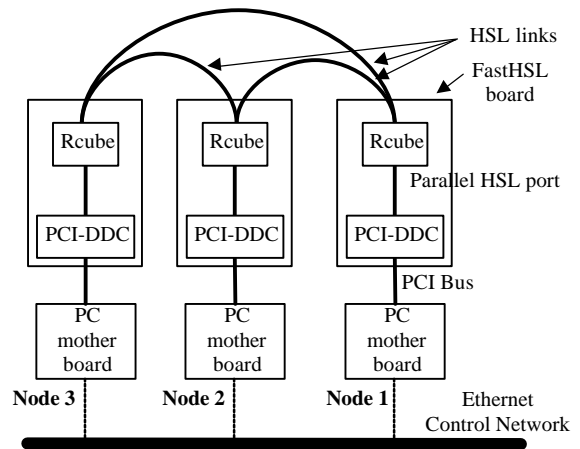 HSL links
FastHSL
board
Rcube
Rcube
Rcube
Parallel HSL port
PCI-DDC
PCI-DDC
PCI-DDC
PCI Bus
PC
mother
board
PC
mother
board
PC
mother
board
Node 3
Node 2
Node 1
Ethernet
Control Network